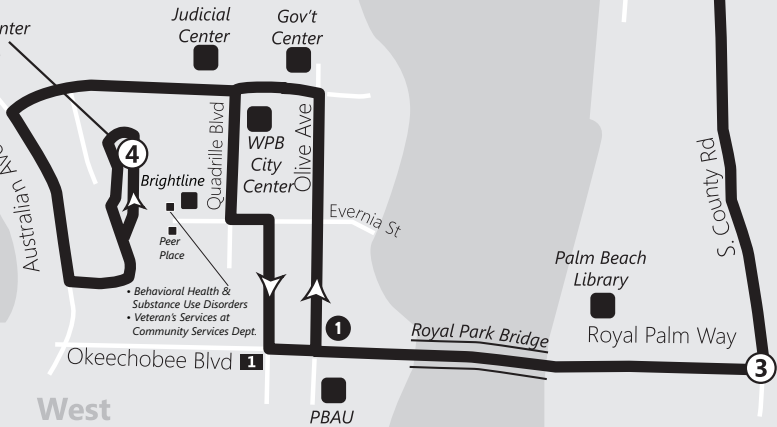 nter
Judicial
Center
Gov't
Center
4
Quadrille Blvd
WPB
City
Center
Olive Ave
Australian Ave
Brightline
Peer
Place
Evernia St
S. County Rd
• Behavioral Health &
Substance Use Disorders
• Veteran's Services at
Community Services Dept.
Palm Beach
Library
1
Royal Park Bridge
Royal Palm Way
Okeechobee Blvd
1
3
West
PBAU